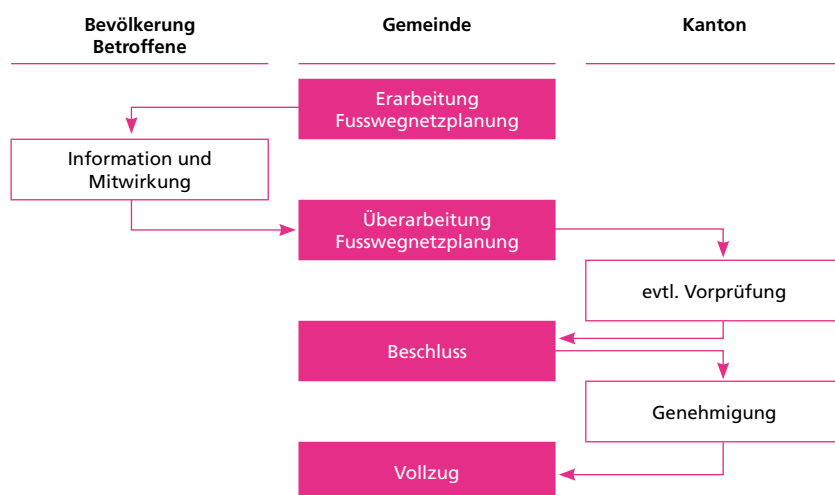 Bevölkerung
Betroffene
Gemeinde
Kanton
Erarbeitung
Fusswegnetzplanung
Information und
Mitwirkung
Überarbeitung
Fusswegnetzplanung
evtl. Vorprüfung
Beschluss
Genehmigung
Vollzug